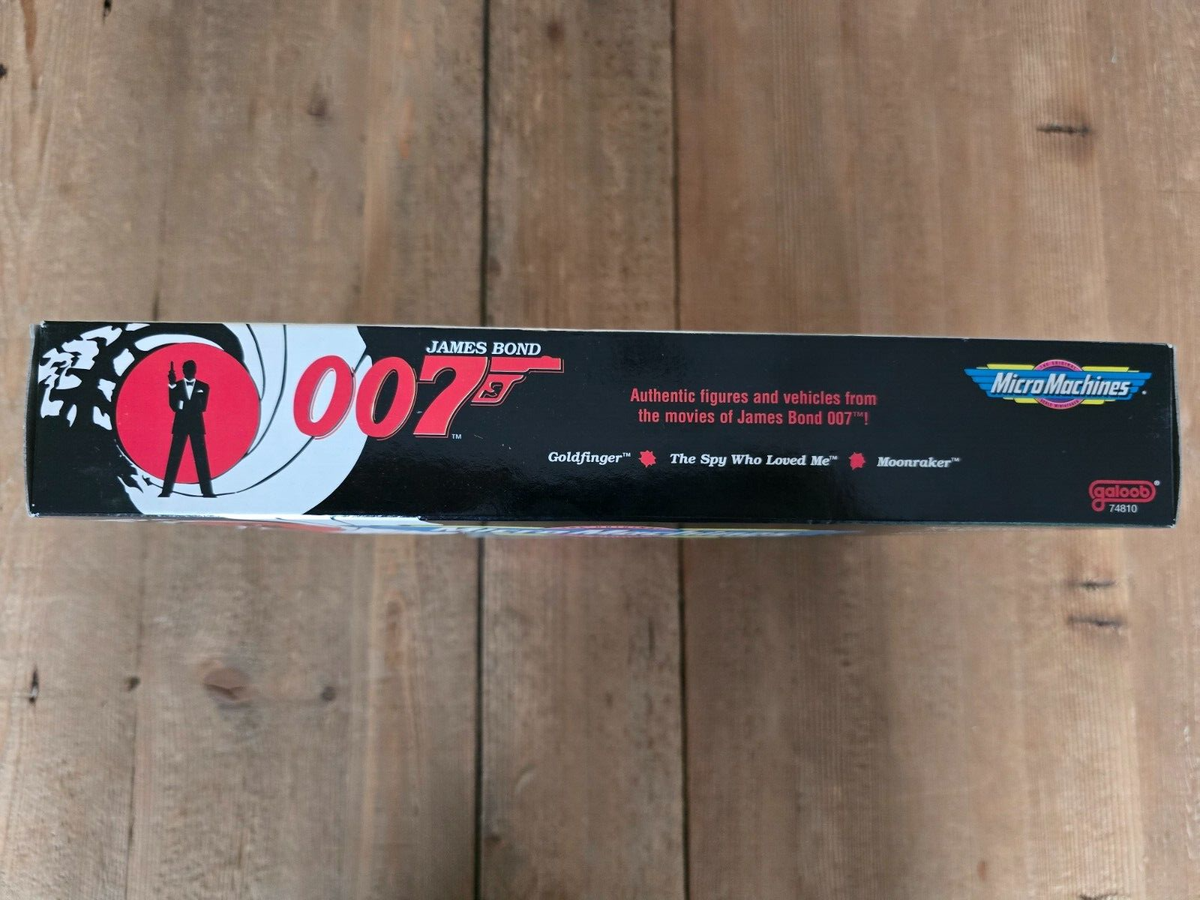 JAMES BOND
007
™
Authentic figures and vehicles from
the movies of James Bond 007™!
Goldfinger™ The Spy Who Loved Me™ Moonraker™
Micro Machines
galoob®
74810